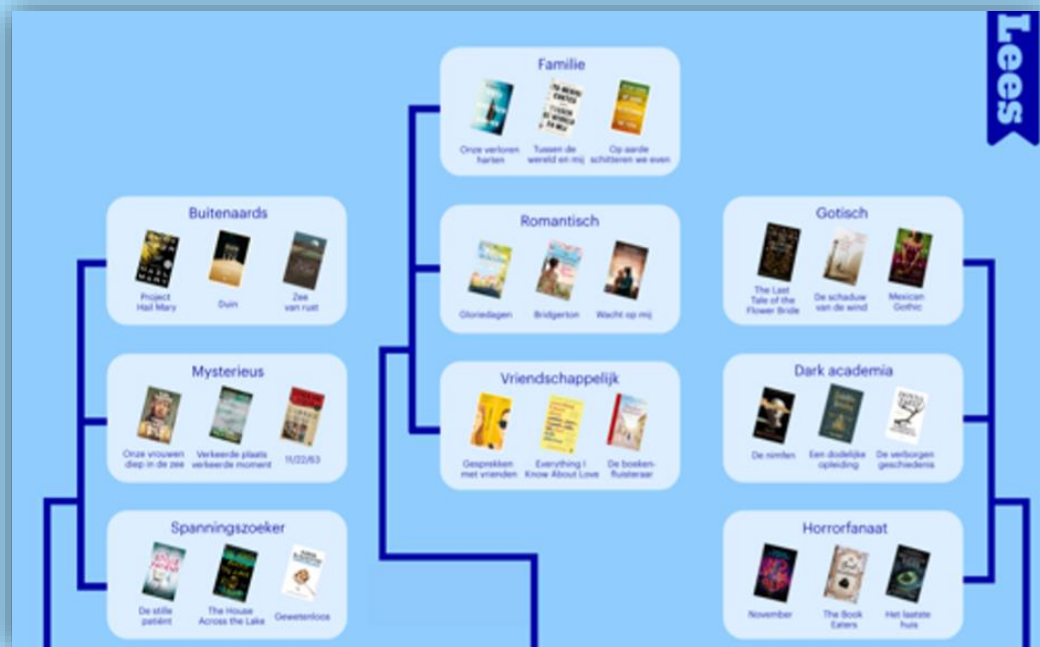 Lees
Familie
Onze verloren
harten
Tussen de
wereld en mij
Op aarde
schitteren we even
Buitenaards
Project
Hail Mary
Duin
Zee
van rust
Romantisch
Gloriedagen
Bridgerton
Wacht op mij
Gotisch
The Last
Tale of the
Flower Bride
De schaduw
van de wind
Mexican
Gothic
Mysterieus
Onze vrouwen
diep in de zee
Verkeerde plaats
verkeerde moment
11/22/63
Vriendschappelijk
Gesprekken
met vrienden
Everything I
Know About Love
De boeken-
fluisteraar
Dark academia
De nimfen
Een dodelijke
opleiding
De verborgen
geschiedenis
Spanningszoeker
De stille
patiënt
The House
Across the Lake
Gewetenloos
Horrorfanaat
November
The Book
Eaters
Het laatste
huis